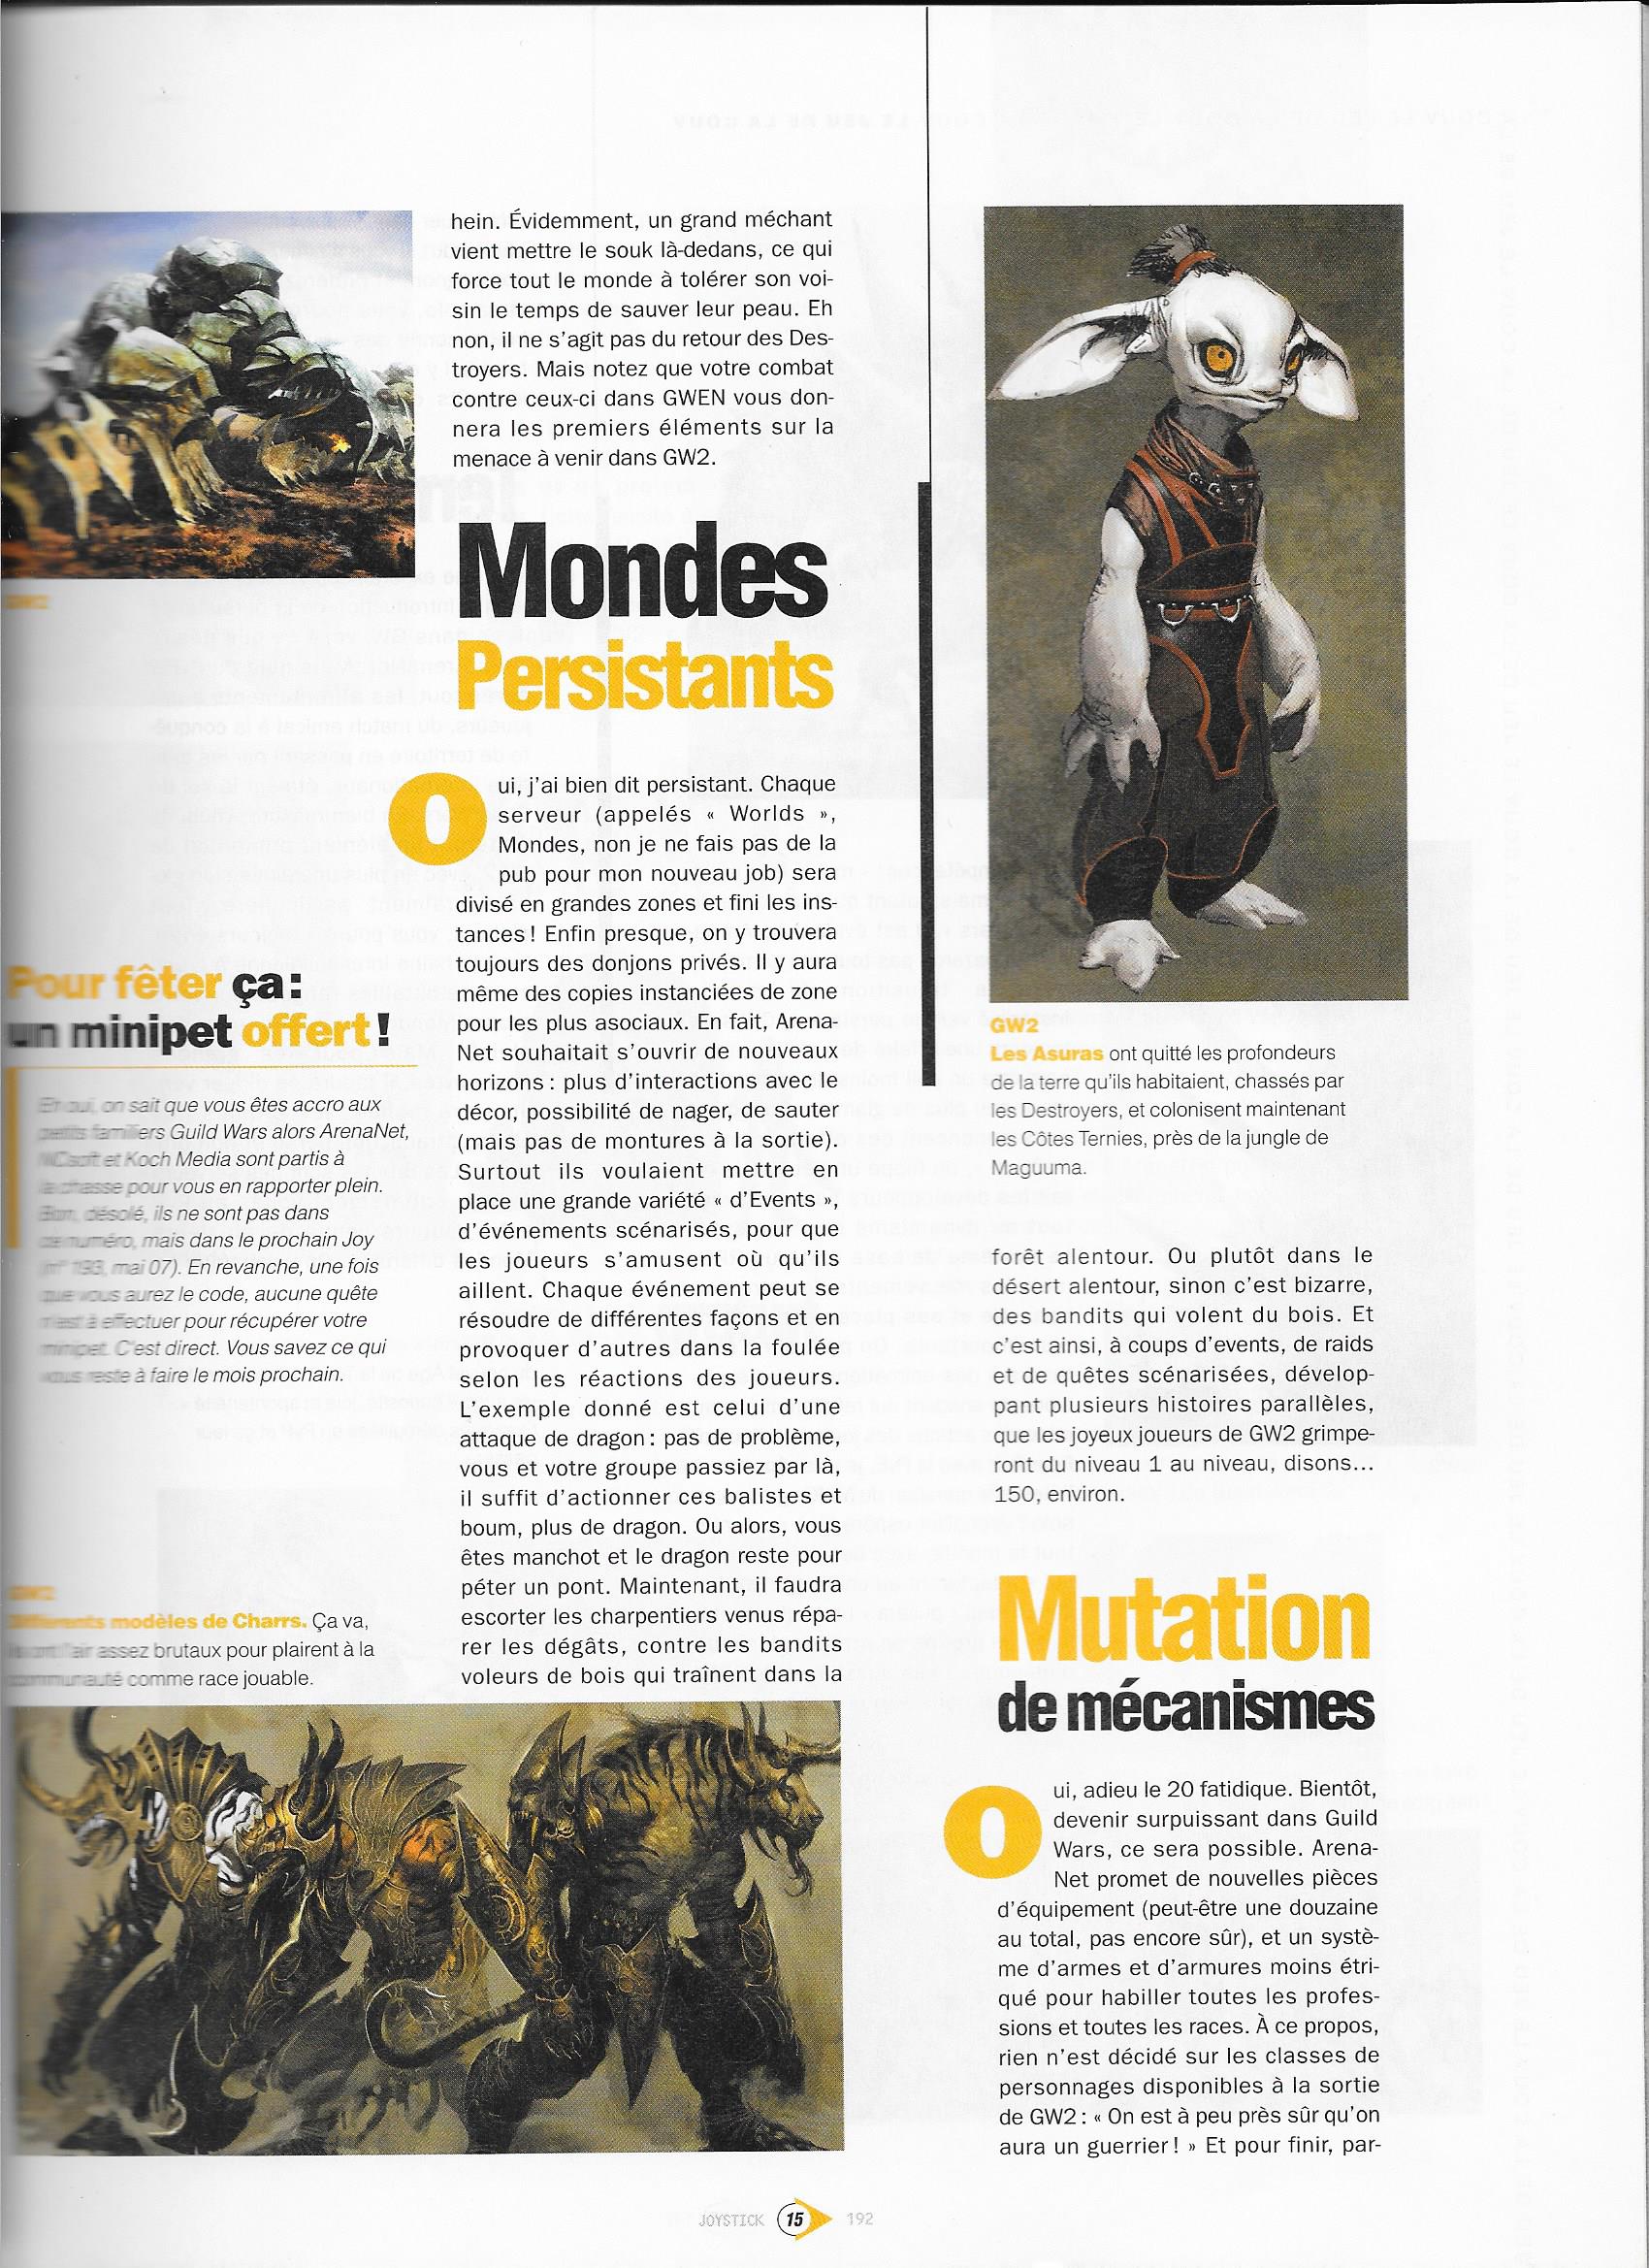 hein. Évidemment, un grand méchant
vient mettre le souk là-dedans, ce qui
force tout le monde à tolérer son voi-
sin le temps de sauver leur peau. Eh
non, il ne s'agit pas du retour des Des-
troyers. Mais notez que votre combat
contre ceux-ci dans GWEN vous don-
nera les premiers éléments sur la
menace à venir dans GW2.
Mondes
Persistants
Oui, j'ai bien dit persistant. Chaque
serveur (appelés « Worlds »,
Mondes, non je ne fais pas de la
pub pour mon nouveau job) sera
divisé en grandes zones et fini les ins-
tances ! Enfin presque, on y trouvera
toujours des donjons privés. Il y aura
même des copies instanciées de zone
pour les plus asociaux. En fait, Arena-
Net souhaitait s'ouvrir de nouveaux
horizons : plus d'interactions avec le
décor, possibilité de nager, de sauter
(mais pas de montures à la sortie).
Surtout ils voulaient mettre en
place une grande variété « d'Events »,
d'événements scénarisés, pour que
les joueurs s'amusent où qu'ils
aillent. Chaque événement peut se
résoudre de différentes façons et en
provoquer d'autres dans la foulée
selon les réactions des joueurs.
L'exemple donné est celui d'une
attaque de dragon : pas de problème,
vous et votre groupe passiez par là,
il suffit d'actionner ces balistes et
boum, plus de dragon. Ou alors, vous
êtes manchot et le dragon reste pour
péter un pont. Maintenant, il faudra
escorter les charpentiers venus répa-
rer les dégâts, contre les bandits
voleurs de bois qui traînent dans la
GW2
Pour fêter ça :
un minipet offert !
Eh oui, on sait que vous êtes accro aux
petits familiers Guild Wars alors ArenaNet,
NCsoft et Koch Media sont partis à
la chasse pour vous en rapporter plein.
Bon, désolé, ils ne sont pas dans
ce numéro, mais dans le prochain Joy
(n° 193, mai 07). En revanche, une fois
que vous aurez le code, aucune quête
n'est à effectuer pour récupérer votre
minipet. C'est direct. Vous savez ce qui
vous reste à faire le mois prochain.
GW2
Différents modèles de Charrs. Ça va,
ils ont l'air assez brutaux pour plairent à la
communauté comme race jouable.
GW2
Les Asuras ont quitté les profondeurs
de la terre qu'ils habitaient, chassés par
les Destroyers, et colonisent maintenant
les Côtes Ternies, près de la jungle de
Maguuma.
forêt alentour. Ou plutôt dans le
désert alentour, sinon c'est bizarre,
des bandits qui volent du bois. Et
c'est ainsi, à coups d'events, de raids
et de quêtes scénarisées, dévelop-
pant plusieurs histoires parallèles,
que les joyeux joueurs de GW2 grimpe-
ront du niveau 1 au niveau, disons...
150, environ.
Mutation
de mécanismes
Oui, adieu le 20 fatidique. Bientôt,
devenir surpuissant dans Guild
Wars, ce sera possible. Arena-
Net promet de nouvelles pièces
d'équipement (peut-être une douzaine
au total, pas encore sûr), et un systè-
me d'armes et d'armures moins étri-
qué pour habiller toutes les profes-
sions et toutes les races. À ce propos,
rien n'est décidé sur les classes de
personnages disponibles à la sortie
de GW2 : « On est à peu près sûr qu'on
aura un guerrier ! » Et pour finir, par-
JOYSTICK 15 192